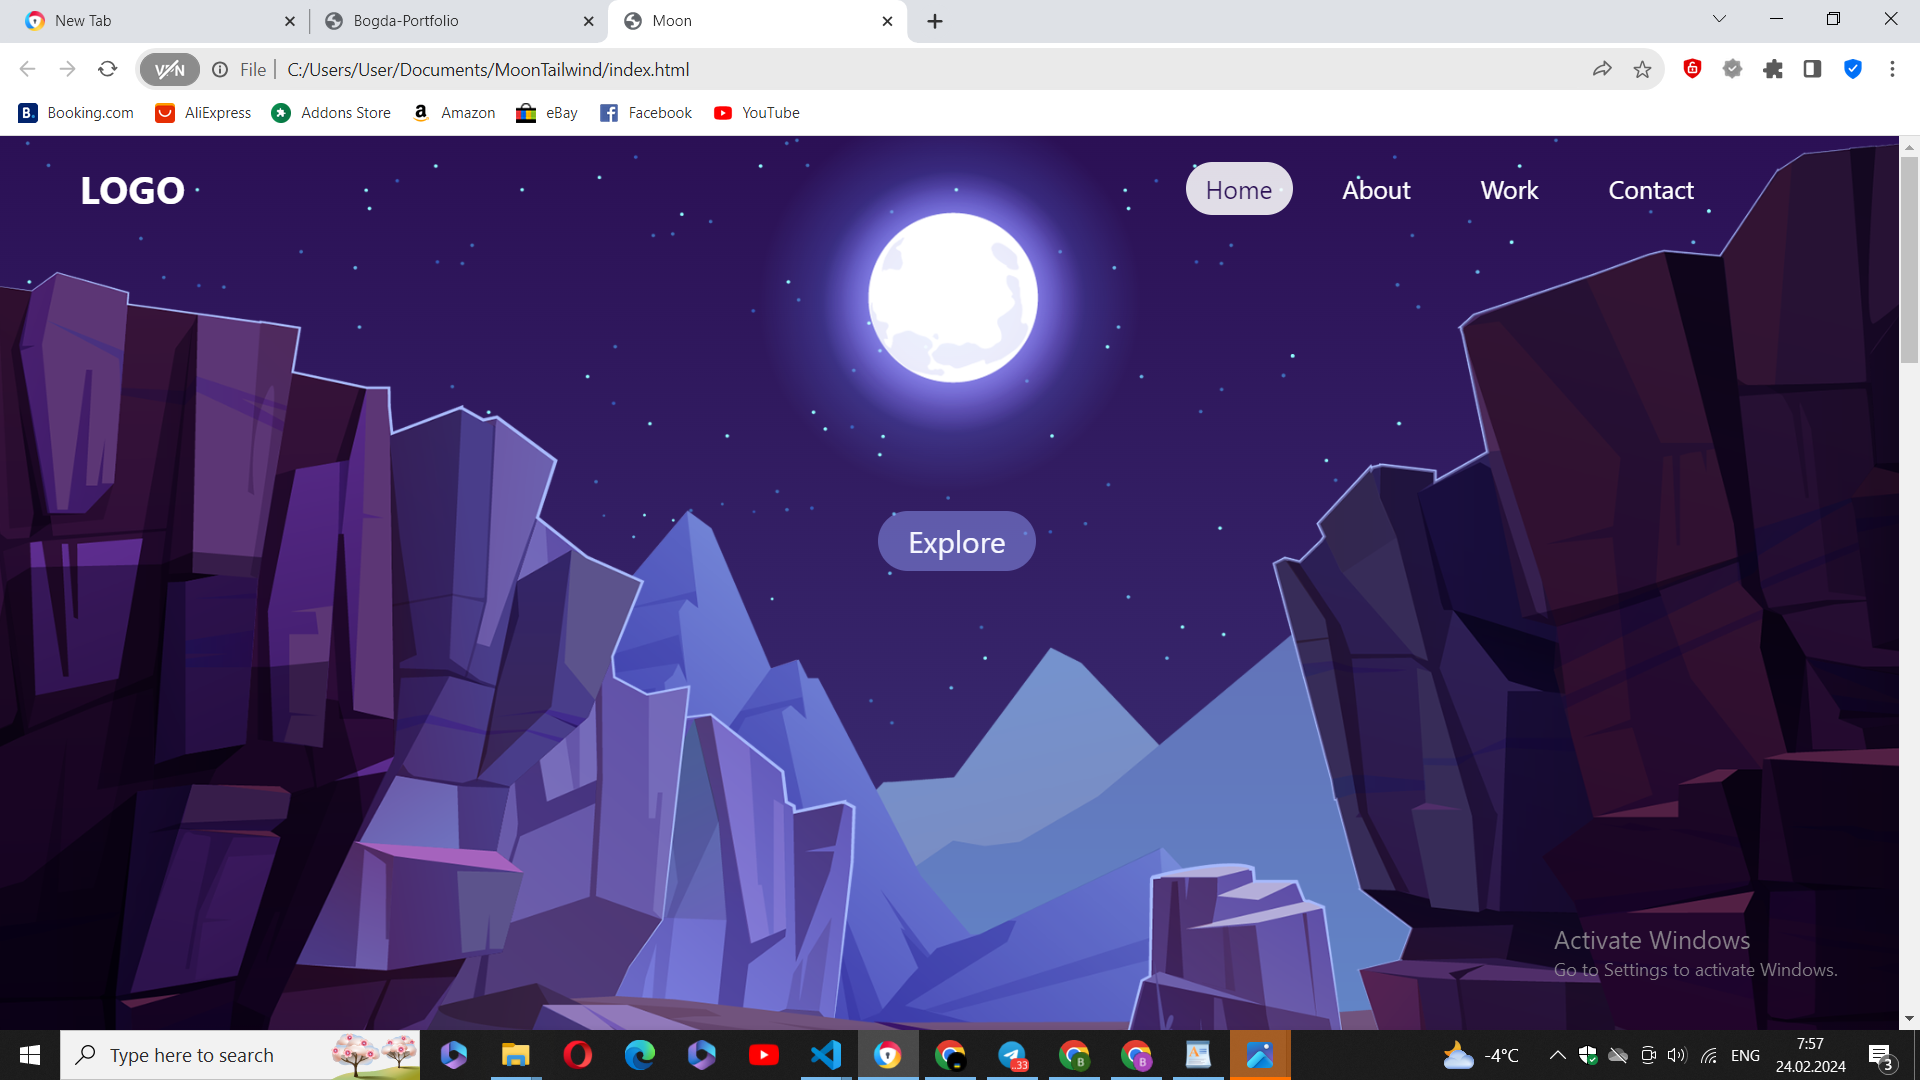 New Tab
Bogda-Portfolio
Moon
VPN
File
C:/Users/User/Documents/MoonTailwind/index.html
B. Booking.com
AliExpress
Addons Store
a Amazon
eBay
Facebook
YouTube
LOGO
Home
About
Work
Contact
Explore
Activate Windows
Go to Settings to activate Windows.
Type here to search
33
B
B
-4°C
ENG
7:57
24.02.2024
3